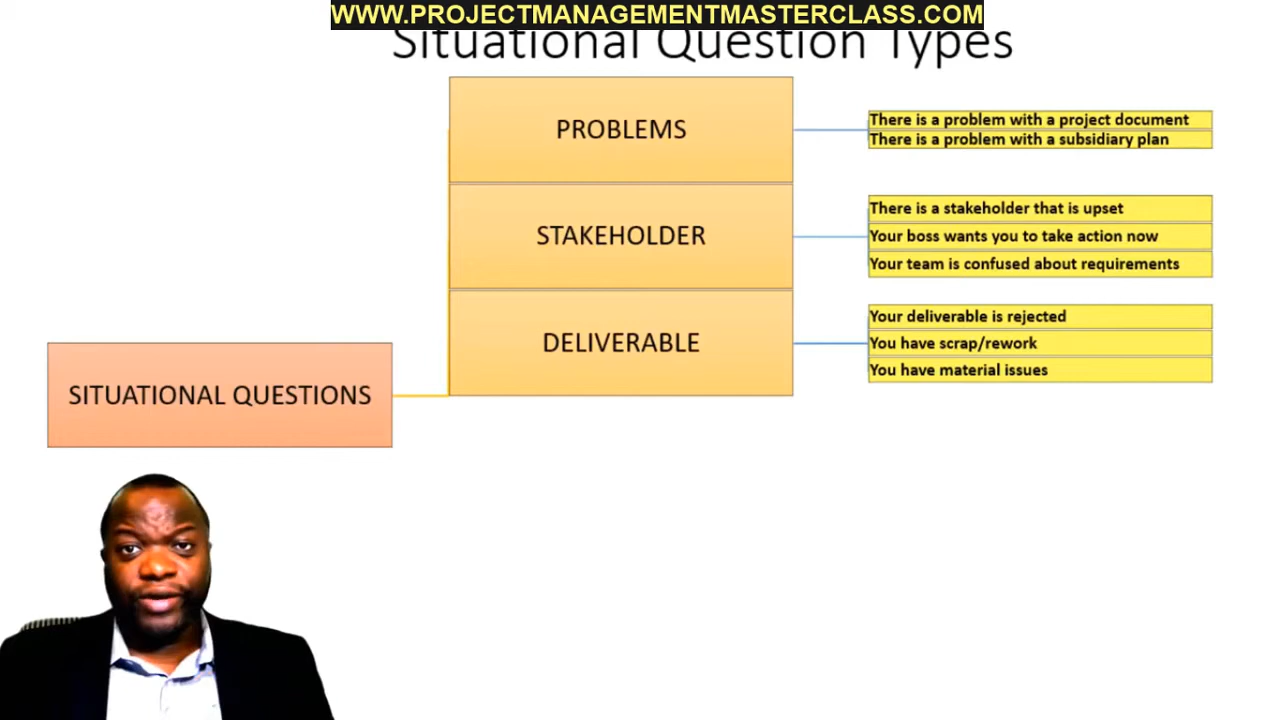 WWW.PROJECTMANAGEMENTMASTERCLASS.COM
Situational Question Types
PROBLEMS
There is a problem with a project document
There is a problem with a subsidiary plan
STAKEHOLDER
There is a stakeholder that is upset
Your boss wants you to take action now
Your team is confused about requirements
DELIVERABLE
Your deliverable is rejected
You have scrap/rework
You have material issues
SITUATIONAL QUESTIONS